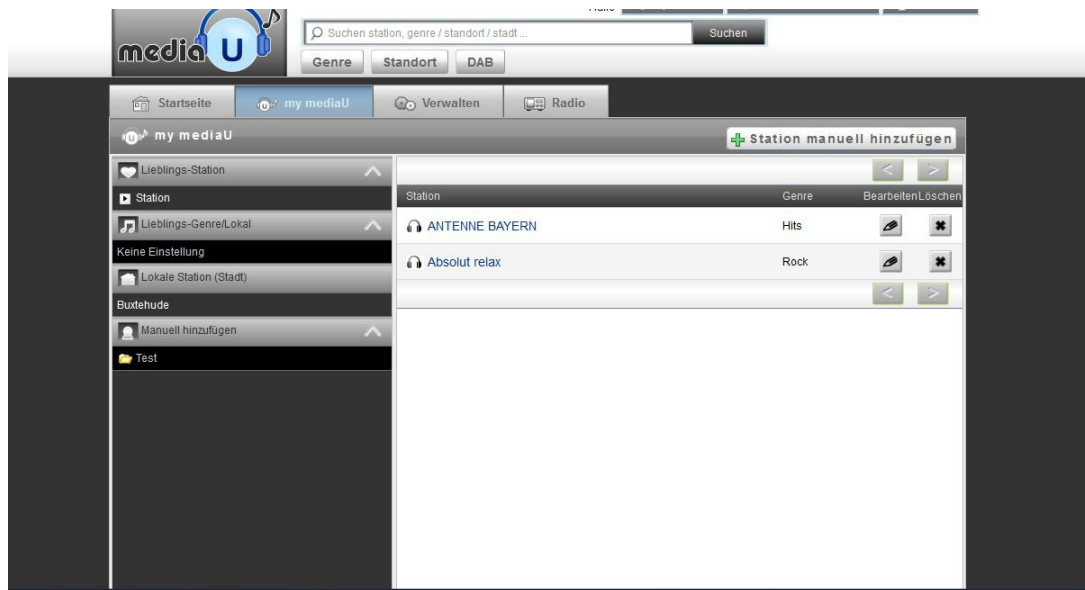 media U
Suchen station, genre / standort / stadt ...
Suchen
Genre
Standort
DAB
Startseite
my mediaU
Verwalten
Radio
my mediaU
Station manuell hinzufügen
Lieblings-Station
< >
Station
Station Genre Bearbeiten Löschen
Lieblings-Genre/Lokal
ANTENNE BAYERN Hits
Keine Einstellung
Absolut relax Rock
Lokale Station (Stadt)
< >
Buxtehude
Manuell hinzufügen
Test